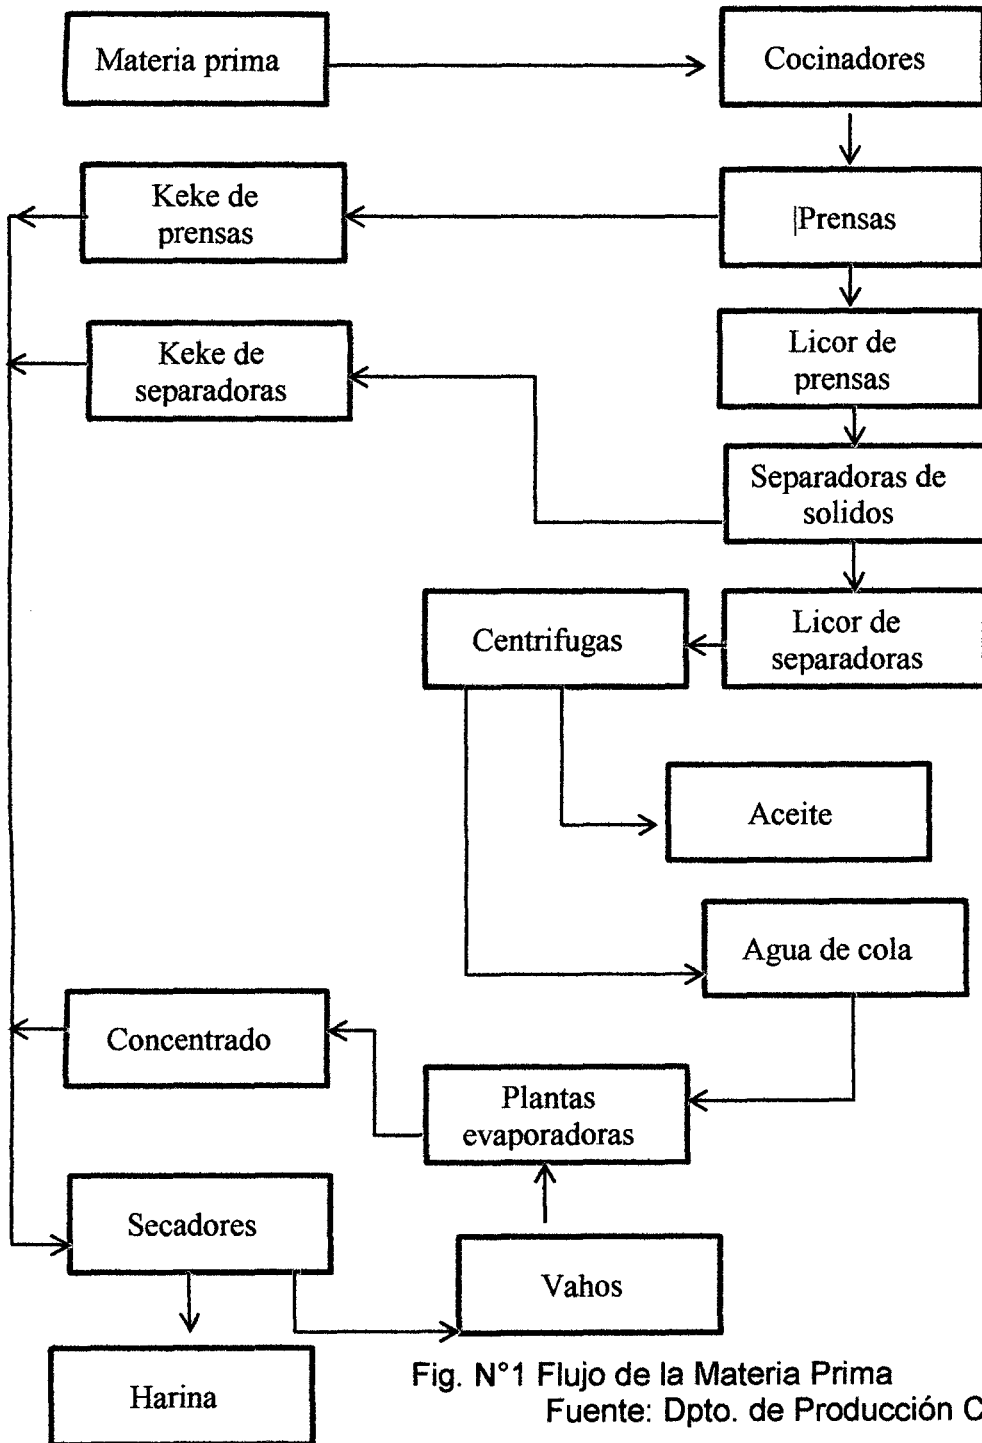 Materia prima
Cocinadores
Keke de
prensas
|Prensas
Keke de
separadoras
Licor de
prensas
Separadoras de
solidos
Centrifugas
Licor de
separadoras
Aceite
Agua de cola
Concentrado
Plantas
evaporadoras
Secadores
Vahos
Harina
Fig. N°1 Flujo de la Materia Prima
Fuente: Dpto. de Producción C